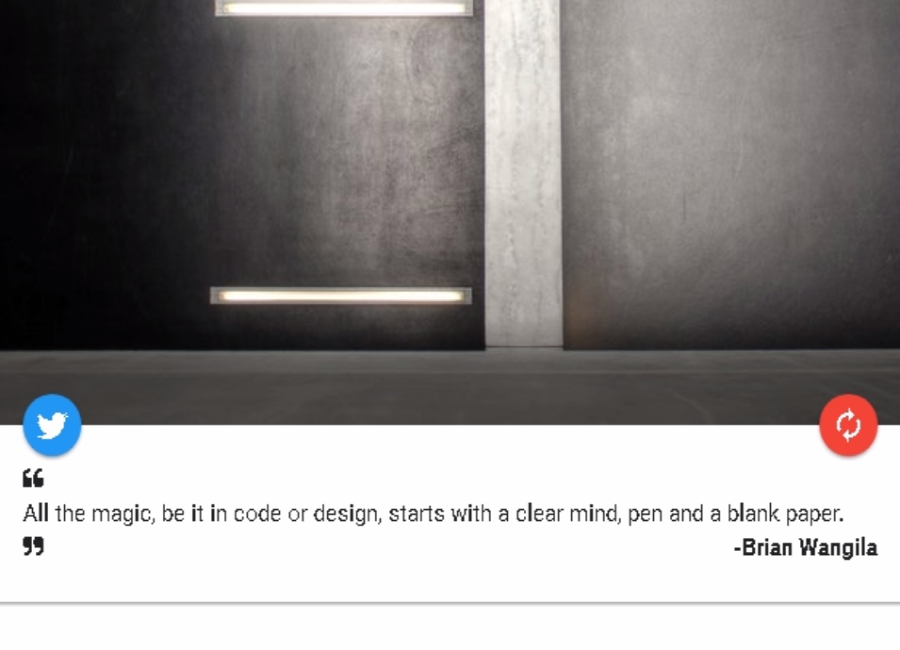 “
All the magic, be it in code or design, starts with a clear mind, pen and a blank paper.
” -Brian Wangila